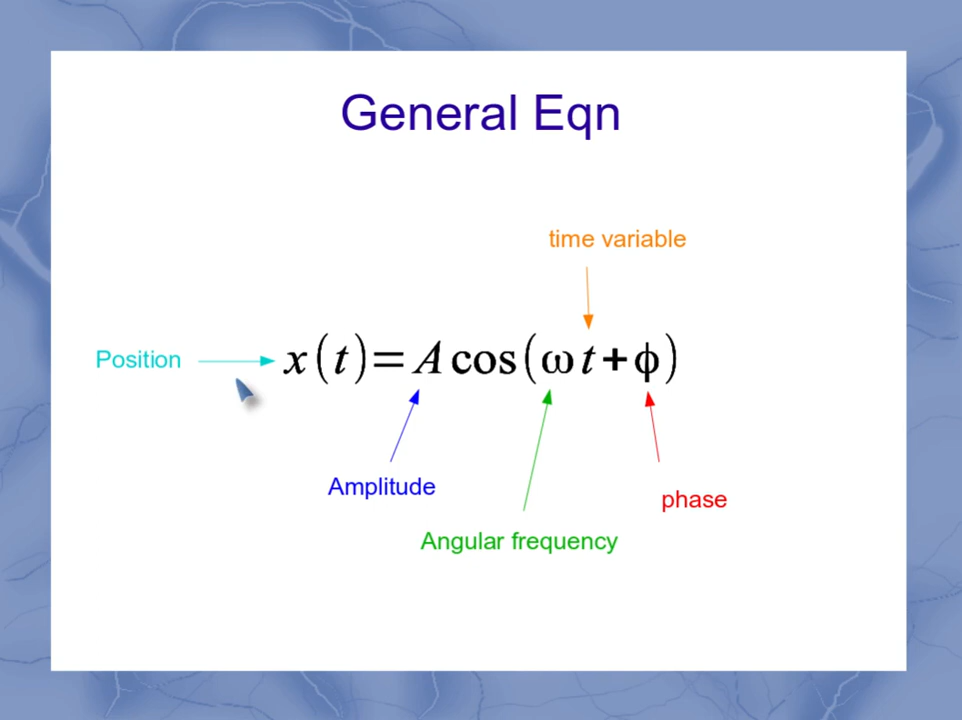 General Eqn
time variable
Position
x(t)=A cos(ωt+ϕ)
Amplitude
phase
Angular frequency